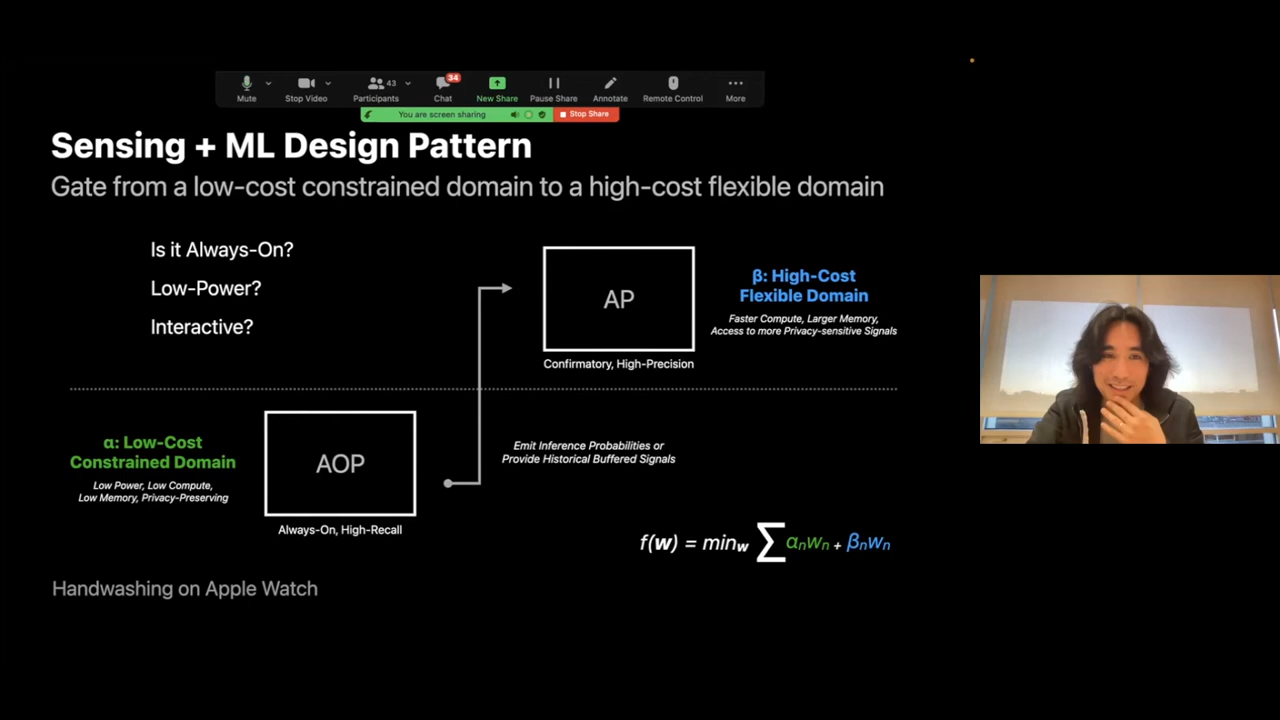 34
43
Mute
Stop Video
Participants
Chat
New Share
Pause Share
Annotate
Remote Control
More
You are screen sharing
Stop Share
Sensing + ML Design Pattern
Gate from a low-cost constrained domain to a high-cost flexible domain
Is it Always-On?
Low-Power?
Interactive?
AP
Confirmatory, High-Precision
β: High-Cost
Flexible Domain
Faster Compute, Larger Memory,
Access to more Privacy-sensitive Signals
α: Low-Cost
Constrained Domain
Low Power, Low Compute,
Low Memory, Privacy-Preserving
AOP
Always-On, High-Recall
Emit Inference Probabilities or
Provide Historical Buffered Signals
f(w) = min_w ∑ α_n w_n + β_n w_n
Handwashing on Apple Watch